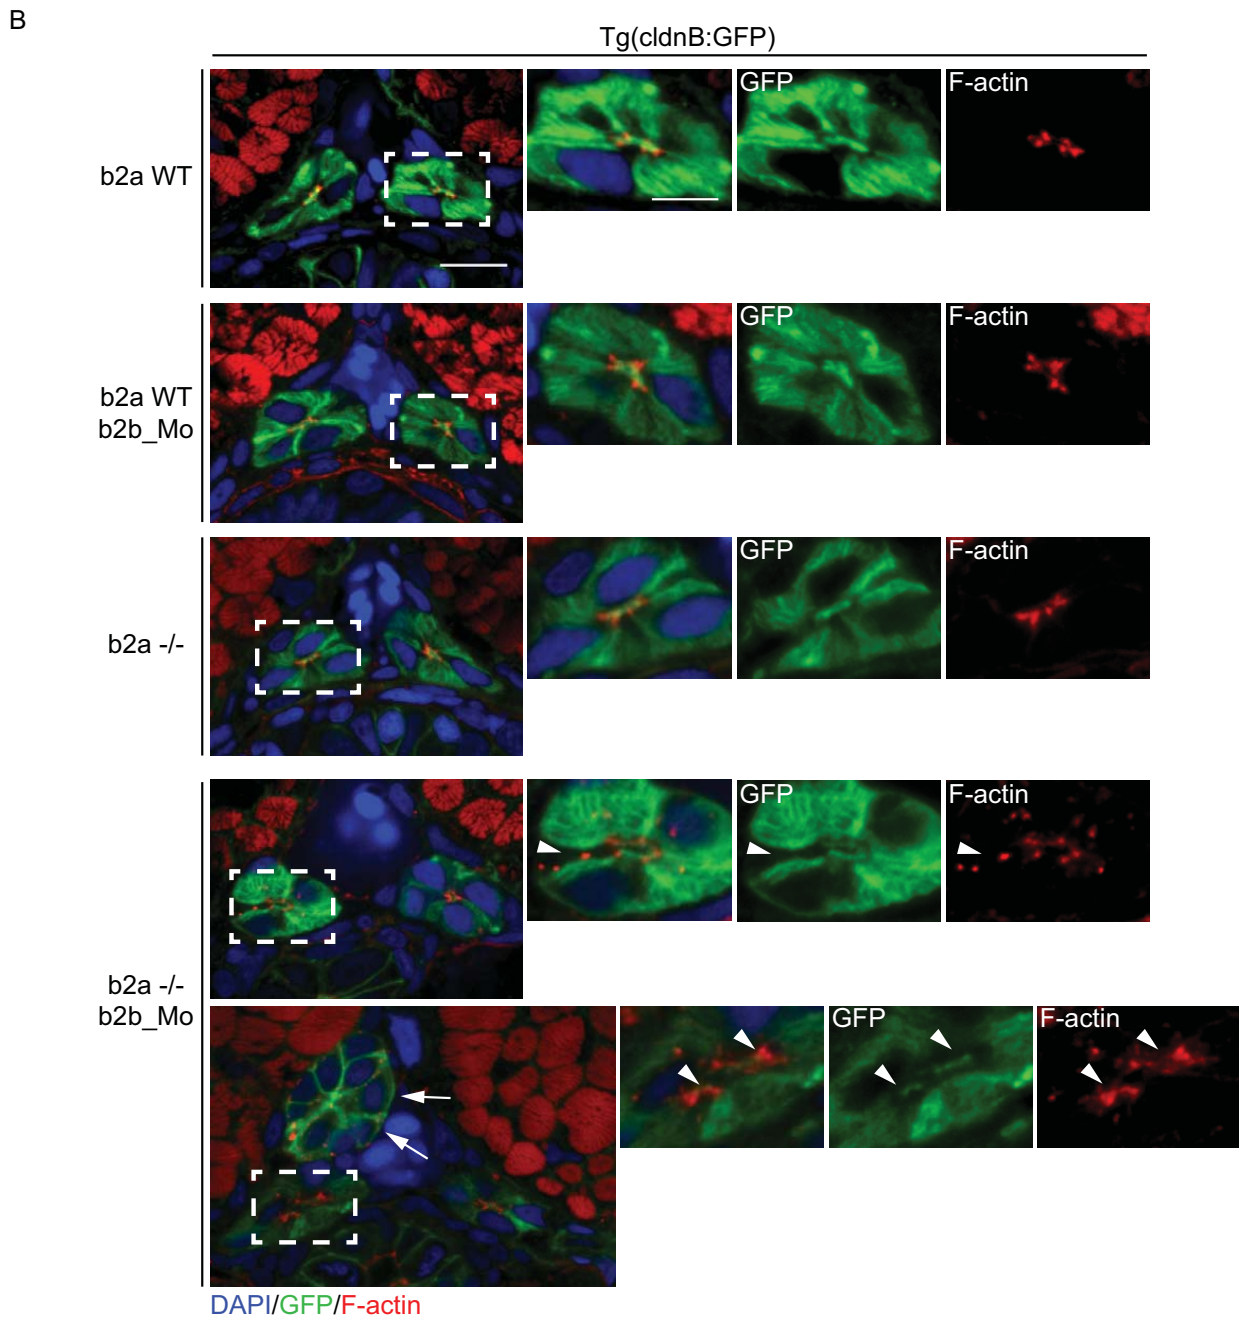 B
Tg(cldnB:GFP)
b2a WT
GFP
F-actin
b2a WT
b2b_Mo
GFP
F-actin
b2a -/-
GFP
F-actin
b2a -/-
b2b_Mo
GFP
F-actin
GFP
F-actin
DAPI/GFP/F-actin